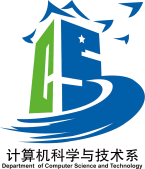 计算机科学与技术系
Department of Computer Science and Technology